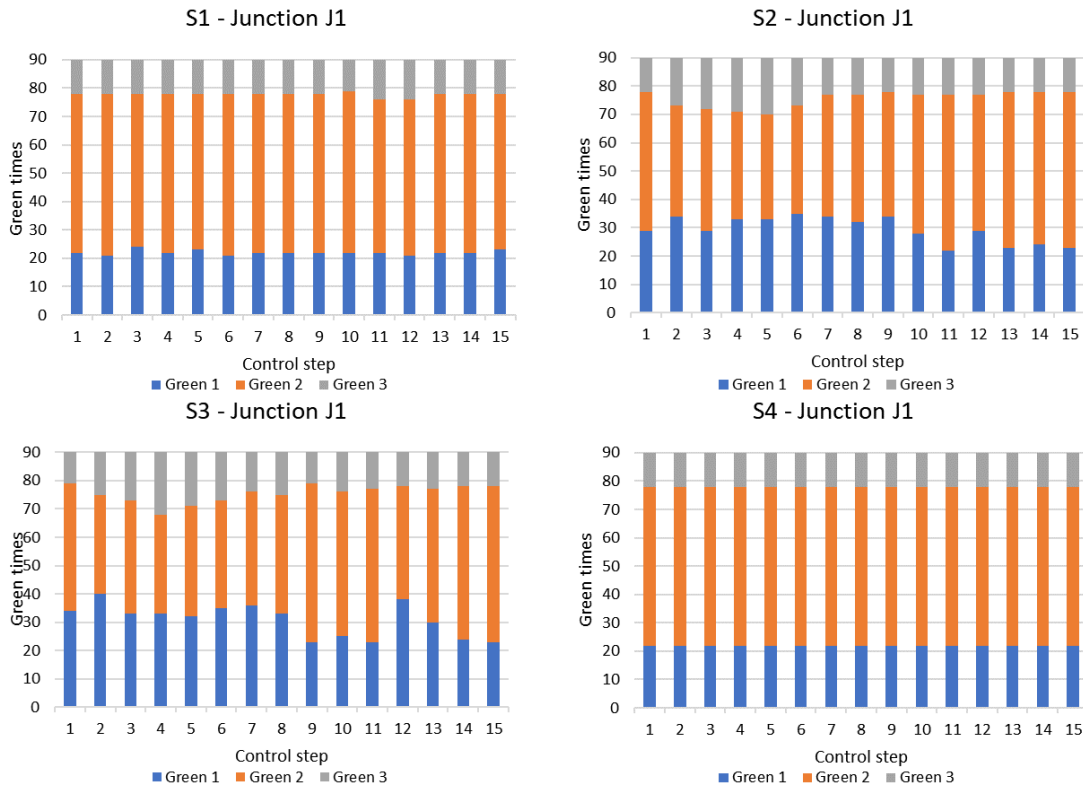 S1 - Junction J1
90
80
70
60
50
40
30
20
10
0
Green times
1 2 3 4 5 6 7 8 9 10 11 12 13 14 15
Control step
Green 1 Green 2 Green 3
S2 - Junction J1
90
80
70
60
50
40
30
20
10
0
Green times
1 2 3 4 5 6 7 8 9 10 11 12 13 14 15
Control step
Green 1 Green 2 Green 3
S3 - Junction J1
90
80
70
60
50
40
30
20
10
0
Green times
1 2 3 4 5 6 7 8 9 10 11 12 13 14 15
Control step
Green 1 Green 2 Green 3
S4 - Junction J1
90
80
70
60
50
40
30
20
10
0
Green times
1 2 3 4 5 6 7 8 9 10 11 12 13 14 15
Control step
Green 1 Green 2 Green 3